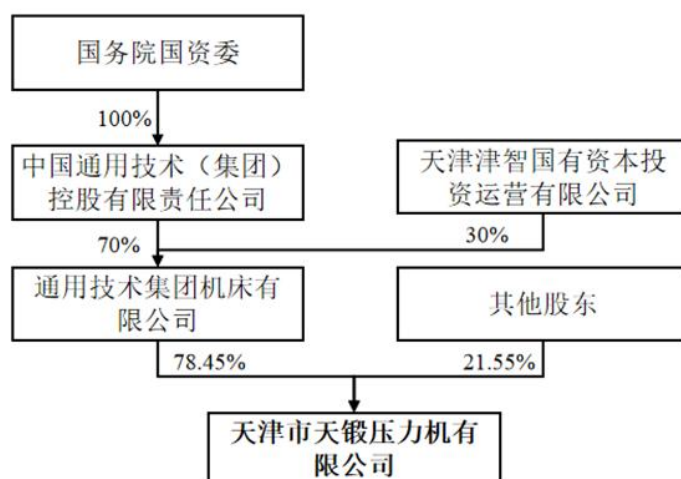 国务院国资委
100%
中国通用技术（集团）
控股有限责任公司
天津津智国有资本投
资运营有限公司
70%
30%
通用技术集团机床有
限公司
其他股东
78.45%
21.55%
天津市天锻压力机有
限公司